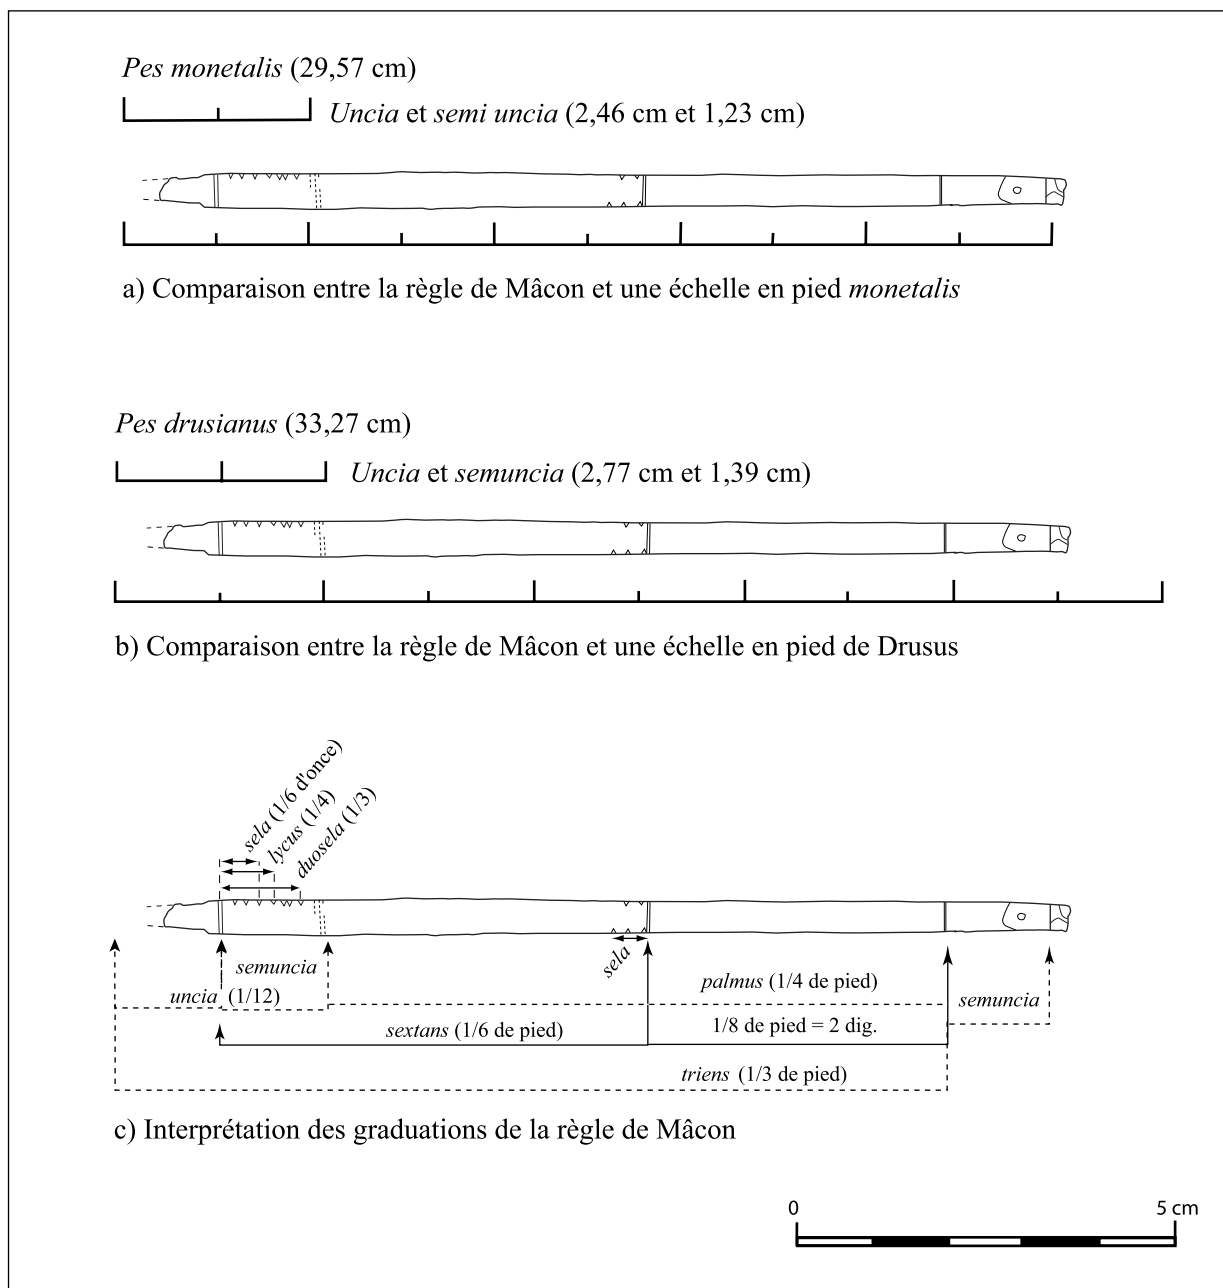 Pes monetalis (29,57 cm)
Uncia et semi uncia (2,46 cm et 1,23 cm)
a) Comparaison entre la règle de Mâcon et une échelle en pied monetalis
Pes drusianus (33,27 cm)
Uncia et semuncia (2,77 cm et 1,39 cm)
b) Comparaison entre la règle de Mâcon et une échelle en pied de Drusus
sela (1/6 d'once)
lycus (1/4)
duosela (1/3)
sela
semuncia
uncia (1/12)
palmus (1/4 de pied)
semuncia
sextans (1/6 de pied)
1/8 de pied = 2 dig.
triens (1/3 de pied)
c) Interprétation des graduations de la règle de Mâcon
0
5 cm